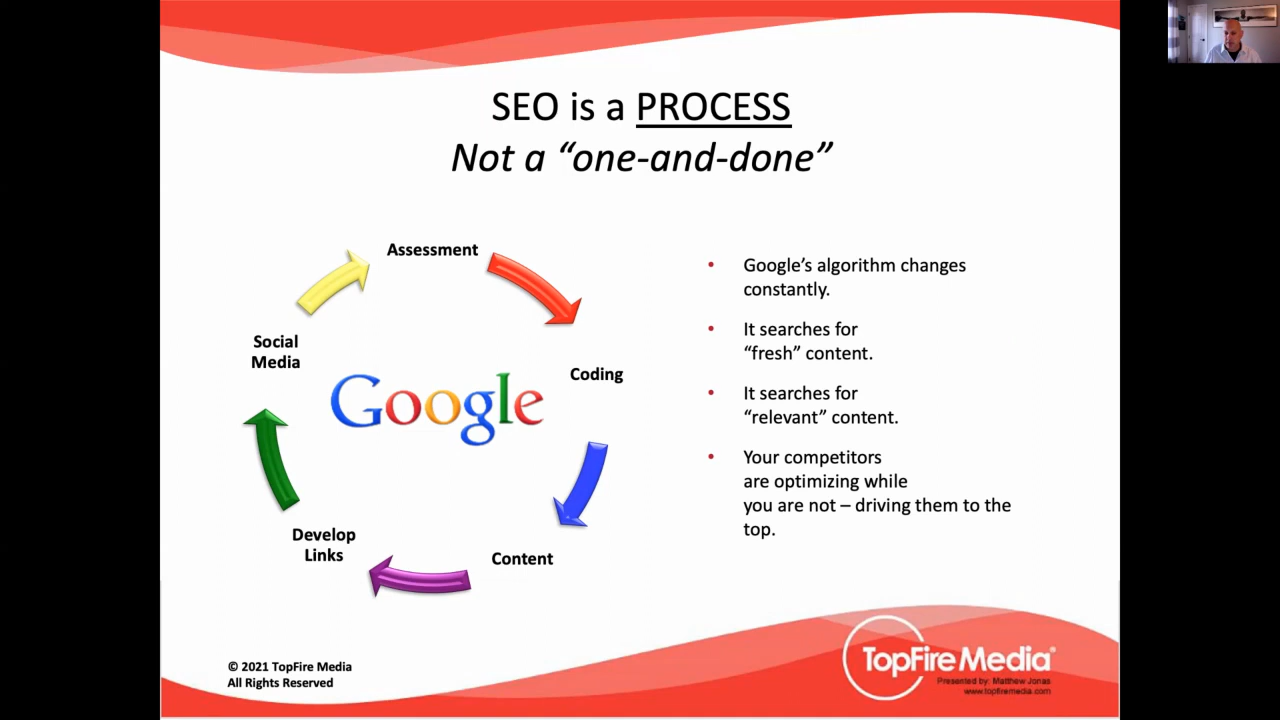 SEO is a PROCESS
Not a “one-and-done”
Assessment
Social
Media
Google
Coding
Develop
Links
Content
• Google’s algorithm changes
constantly.
• It searches for
“fresh” content.
• It searches for
“relevant” content.
• Your competitors
are optimizing while
you are not – driving them to the
top.
© 2021 TopFire Media
All Rights Reserved
TopFire Media®
Presented by: Matthew Jonas
www.topfiremedia.com